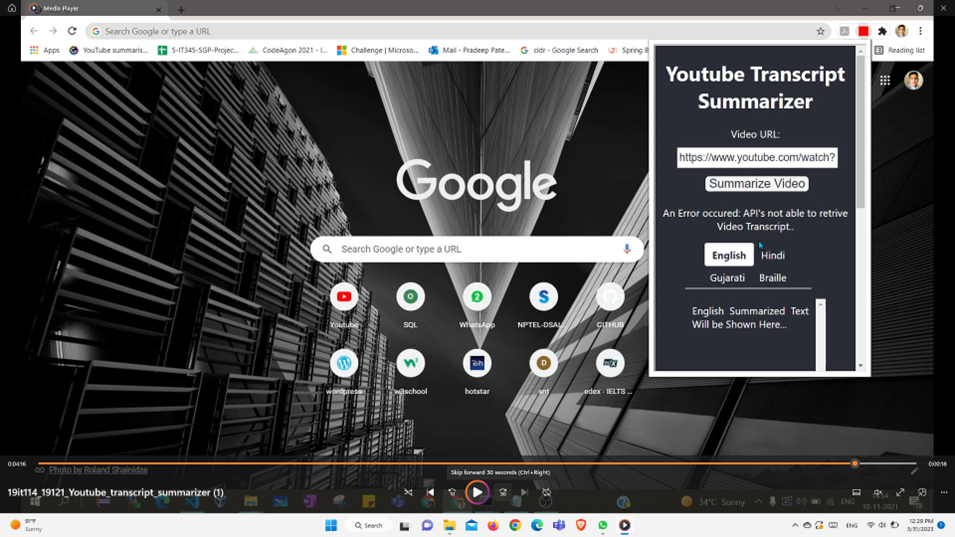 Media Player
Search Google or type a URL
Apps
YouTube summaris...
5-IT345-SGP-Projec...
CodeAgon 2021 - I...
Challenge | Microso...
Mail - Pradeep Pate...
cidr - Google Search
Spring B
Reading list
Youtube Transcript
Summarizer
Video URL:
https://www.youtube.com/watch?
Summarize Video
An Error occured: API's not able to retrive
Video Transcript..
English
Hindi
Gujarati
Braille
English Summarized Text
Will be Shown Here...
Google
Search Google or type a URL
Youtube
SQL
WhatsApp
NPTEL-DSAL...
GITHUB
wordpress
w3school
hotstar
snt
edex - IELTS ...
0:04:16
0:00:18
Photo by Roland Shainidze
Skip forward 30 seconds (Ctrl+Right)
19it114_19121_Youtube_transcript_summarizer (1)
34°C Sunny
ENG
10-11-2021
91°F
Sunny
Search
ENG
12:29 PM
3/31/2023